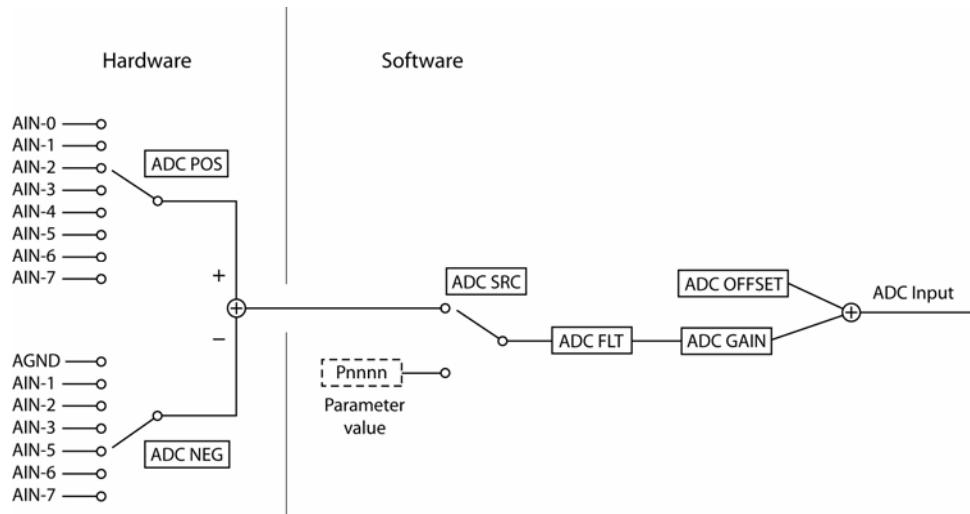 Hardware
Software
AIN-0
AIN-1
AIN-2
AIN-3
AIN-4
AIN-5
AIN-6
AIN-7
ADC POS
+
−
AGND
AIN-1
AIN-2
AIN-3
AIN-5
AIN-6
AIN-7
ADC NEG
ADC SRC
Pnnnn
Parameter
value
ADC FLT
ADC OFFSET
ADC GAIN
ADC Input